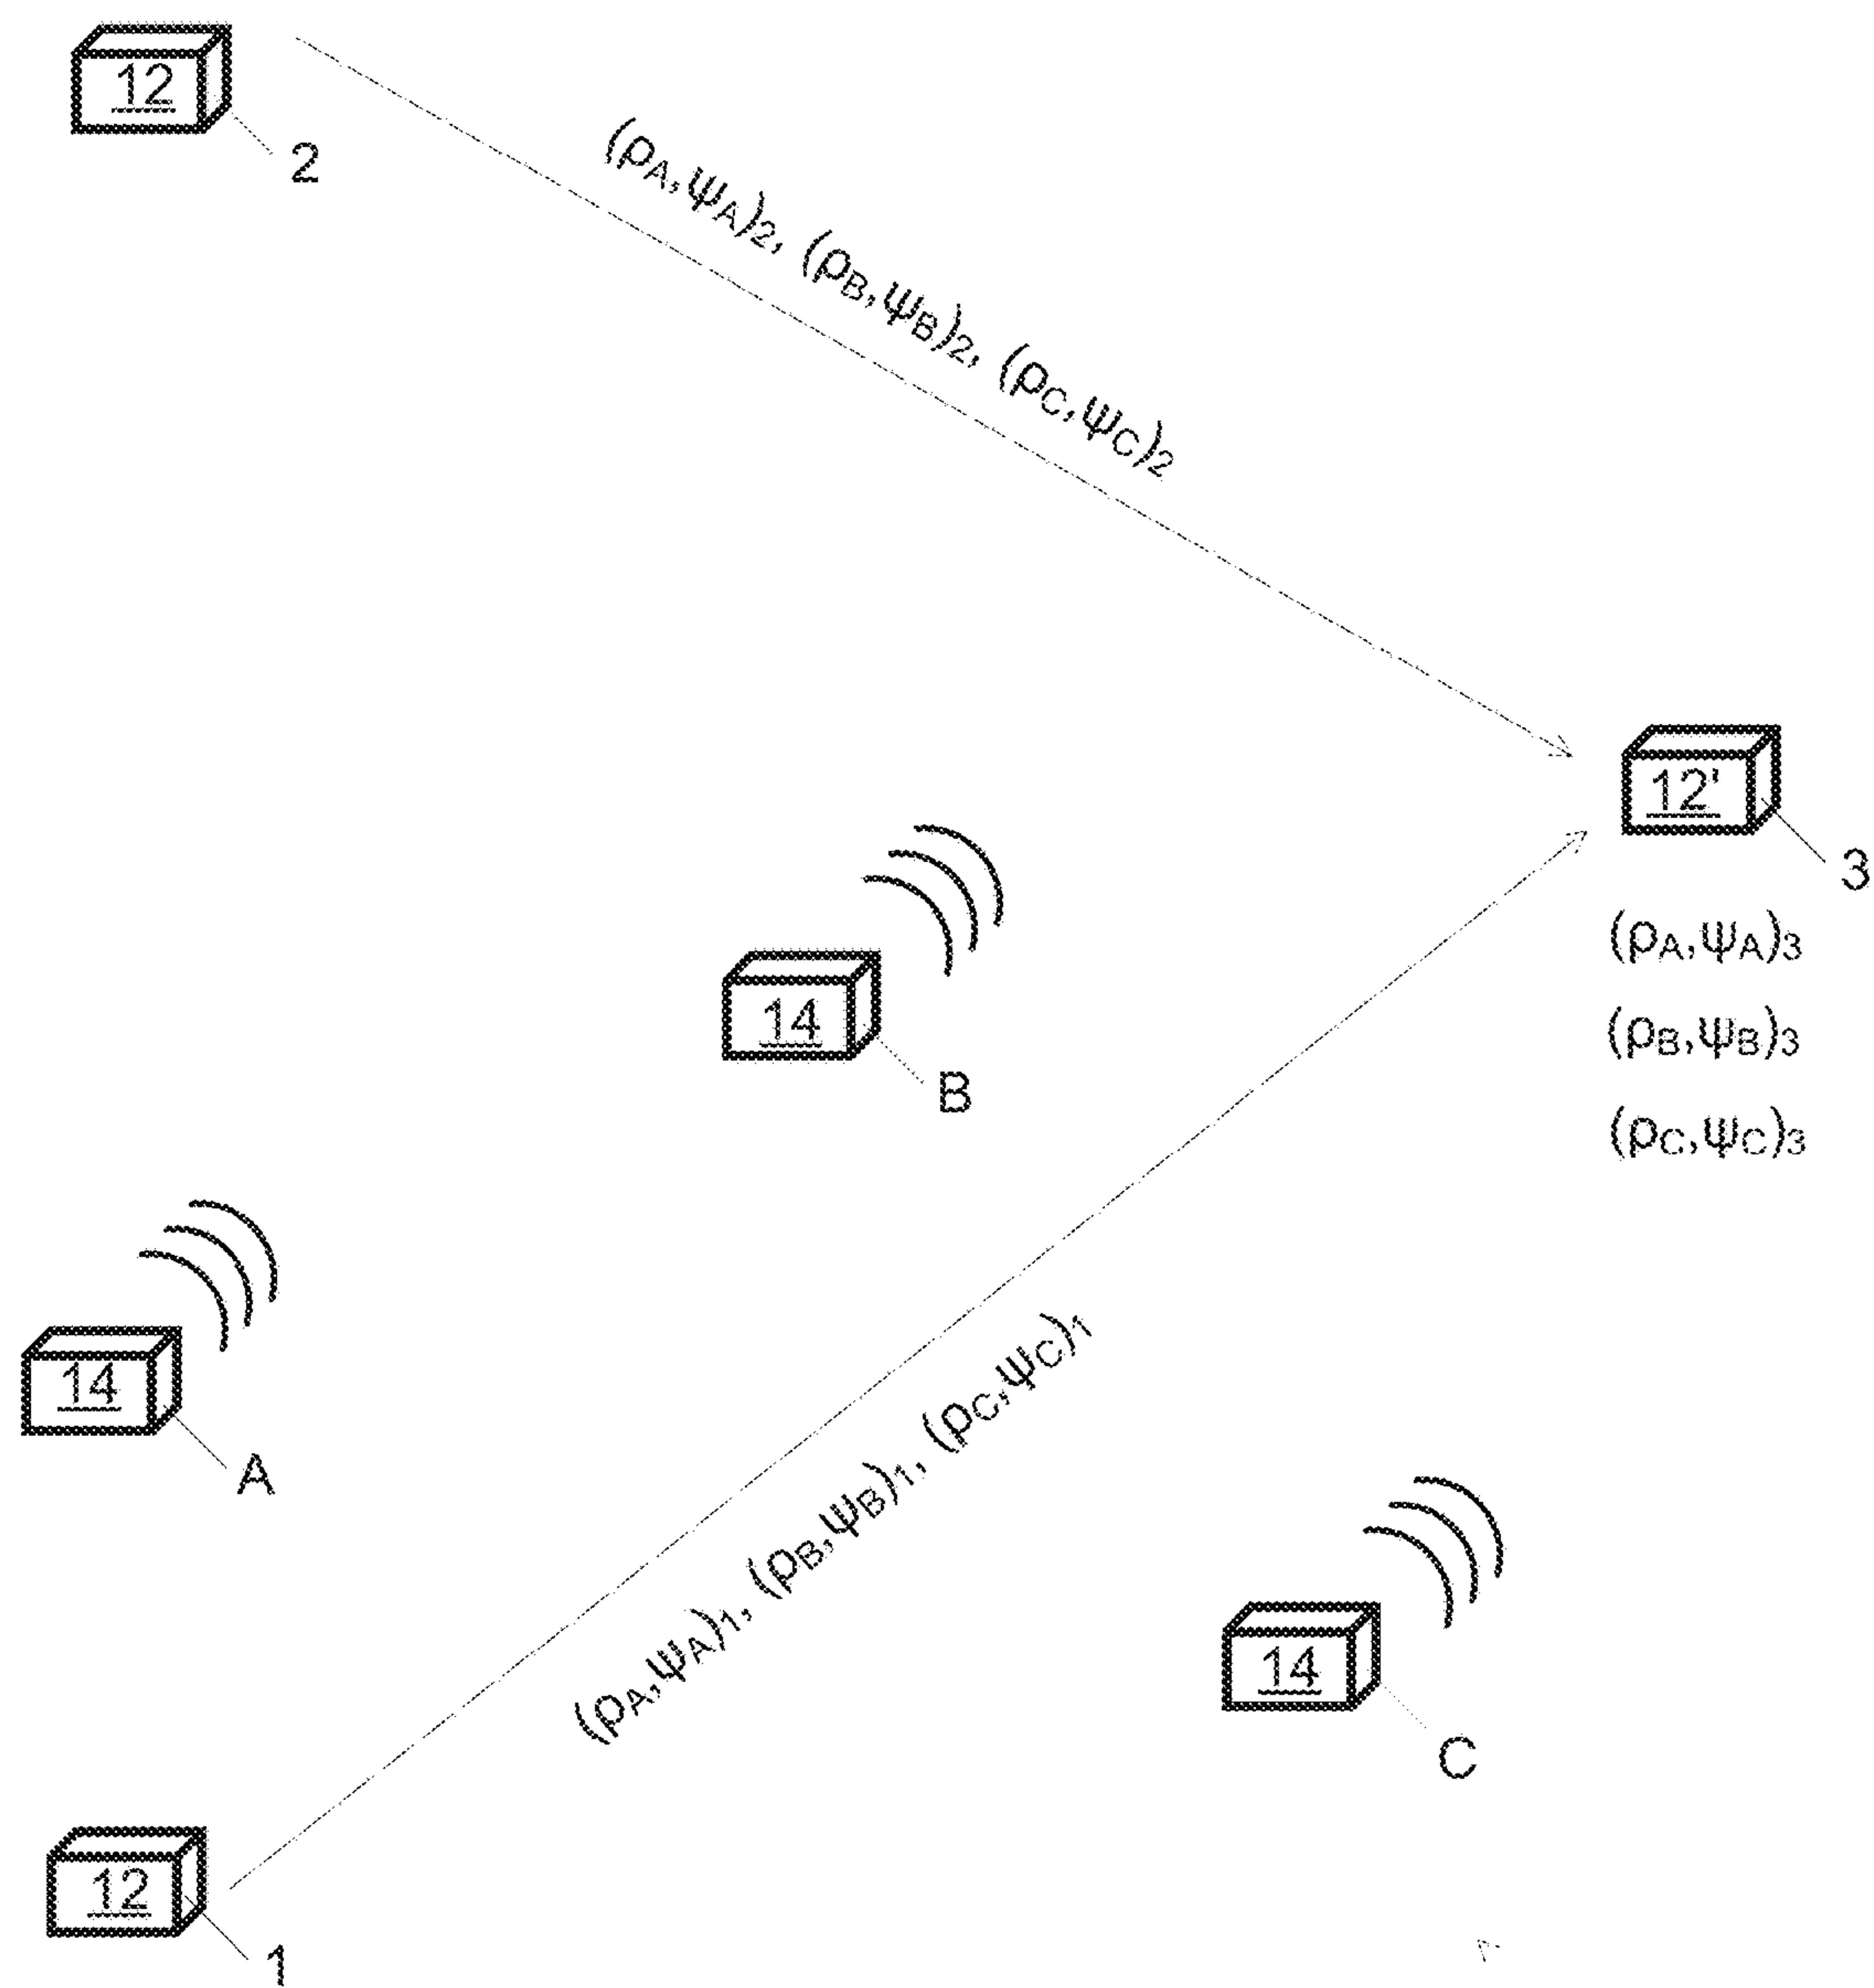 12
2
(ρA,ψA)2, (ρB,ψB)2, (ρC,ψC)2
12'
3
(ρA,ψA)3
(ρB,ψB)3
(ρC,ψC)3
14
B
14
A
(ρA,ψA)1, (ρB,ψB)1, (ρC,ψC)1
14
C
12
1